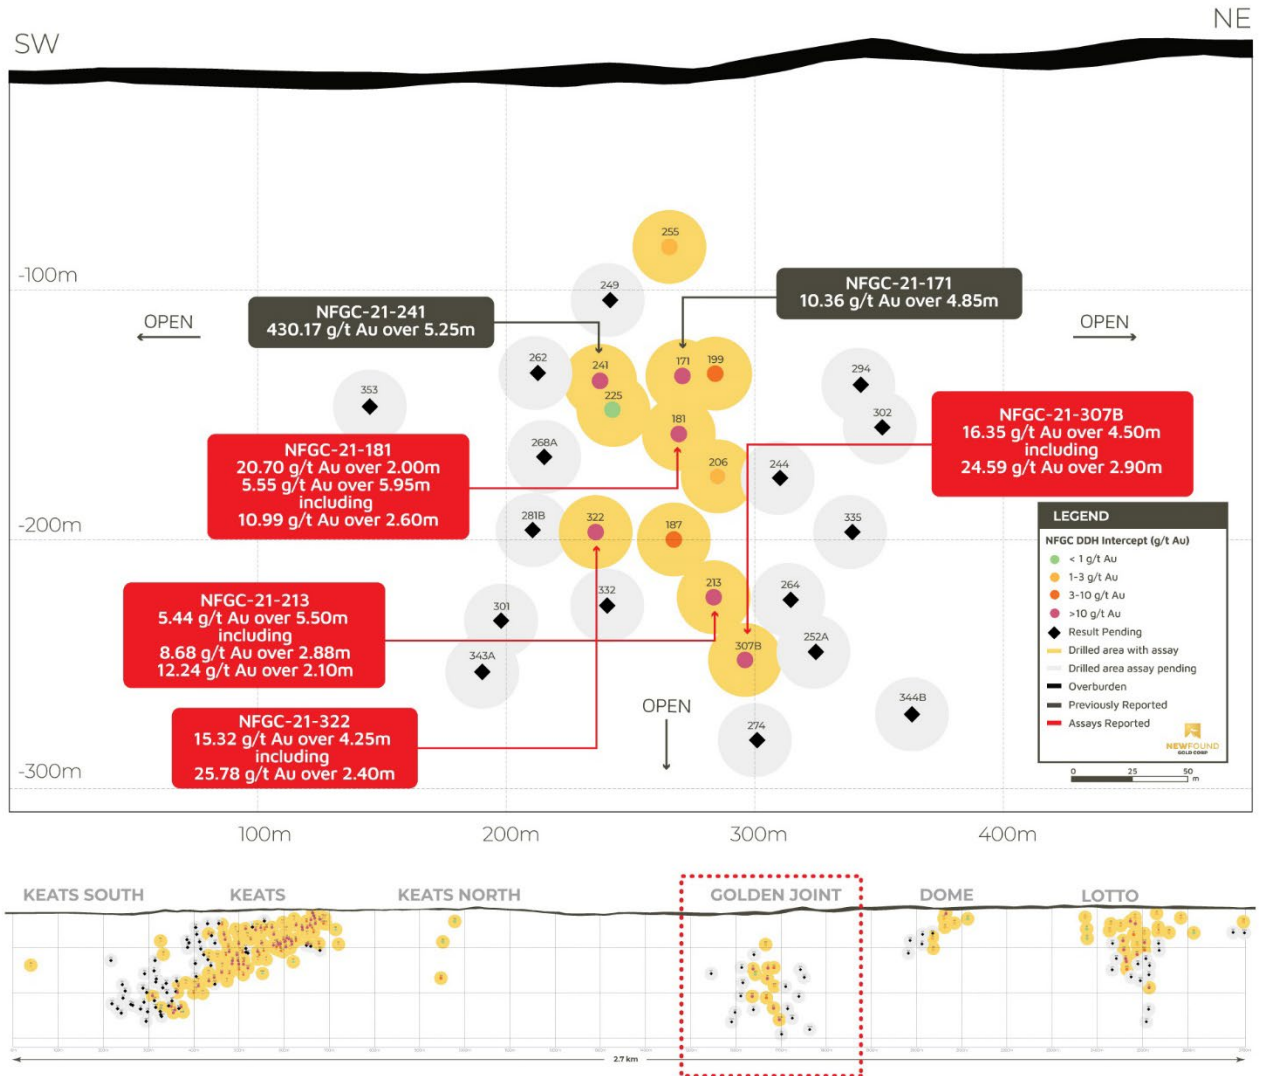 SW
NE
-100m
-200m
-300m
100m
200m
300m
400m
OPEN
OPEN
OPEN
NFGC-21-241
430.17 g/t Au over 5.25m
NFGC-21-171
10.36 g/t Au over 4.85m
NFGC-21-181
20.70 g/t Au over 2.00m
5.55 g/t Au over 5.95m
including
10.99 g/t Au over 2.60m
NFGC-21-307B
16.35 g/t Au over 4.50m
including
24.59 g/t Au over 2.90m
NFGC-21-213
5.44 g/t Au over 5.50m
including
8.68 g/t Au over 2.88m
12.24 g/t Au over 2.10m
NFGC-21-322
15.32 g/t Au over 4.25m
including
25.78 g/t Au over 2.40m
255
249
262
241
171
199
294
353
225
302
181
268A
206
244
281B
322
187
335
213
332
264
301
307B
252A
343A
344B
274
LEGEND
NFGC DDH Intercept (g/t Au)
< 1 g/t Au
1-3 g/t Au
3-10 g/t Au
>10 g/t Au
Result Pending
Drilled area with assay
Drilled area assay pending
Overburden
Previously Reported
Assays Reported
NEWFOUND
GOLD CORP
0 25 50
m
KEATS SOUTH
KEATS
KEATS NORTH
GOLDEN JOINT
DOME
LOTTO
2.7 km